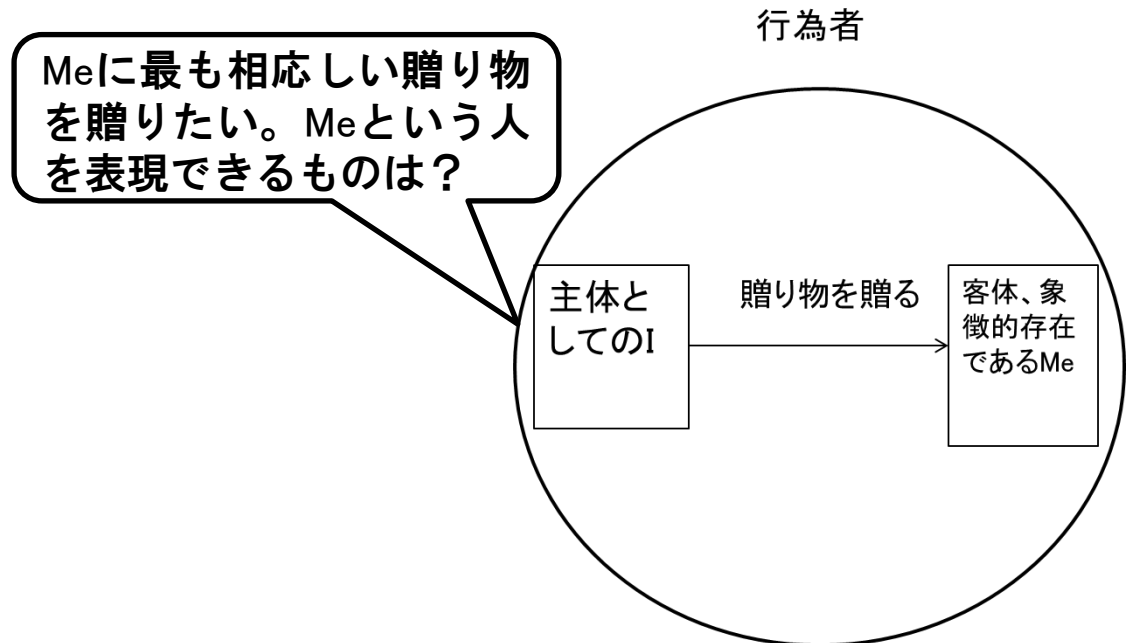 行為者
Meに最も相応しい贈り物
を贈りたい。Meという人
を表現できるものは？
主体と
してのI
贈り物を贈る
客体、象
徴的存在
であるMe